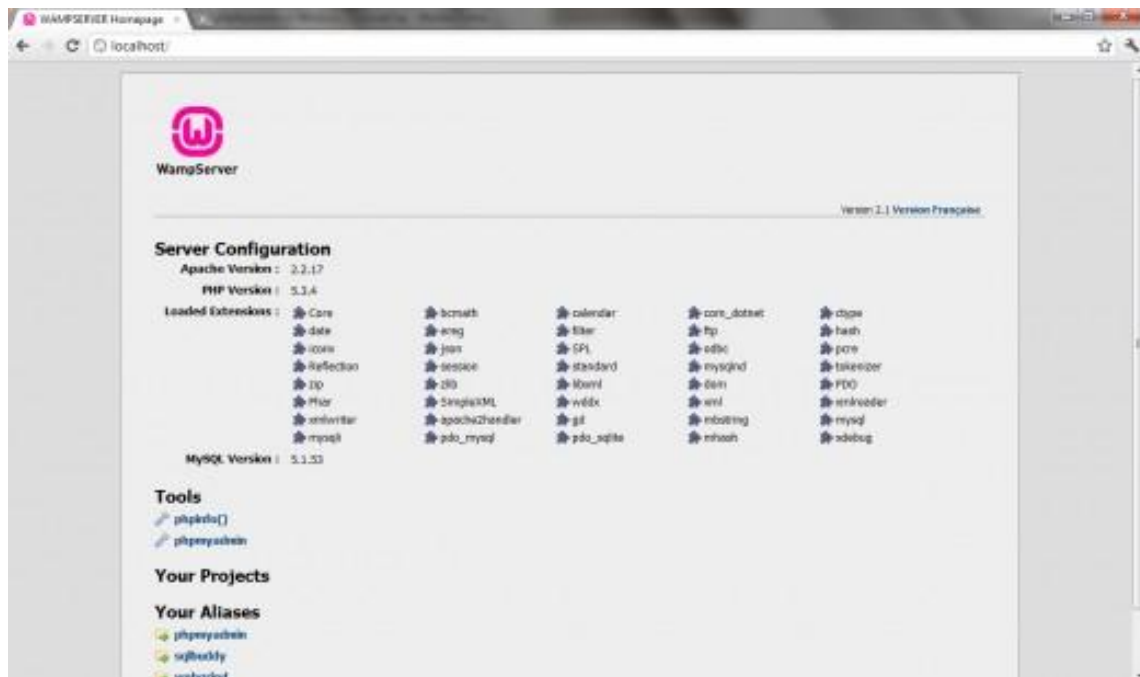 WAMPSERVER Homepage
localhost/
WampServer
Version 2.1 Version Française
Server Configuration
Apache Version : 2.2.17
PHP Version : 5.3.4
Loaded Extensions : Core bcmath calendar com_dotnet ctype
date ereg filter ftp hash
iconv json SPL odbc pcre
Reflection session standard mysqlnd tokenizer
zip zlib libxml dom PDO
Phar SimpleXML wddx xml xmlreader
xmlwriter apache2handler gd mbstring mysql
mysqli pdo_mysql pdo_sqlite mhash xdebug
MySQL Version : 5.1.53
Tools
phpinfo()
phpmyadmin
Your Projects
Your Aliases
phpmyadmin
sqlbuddy